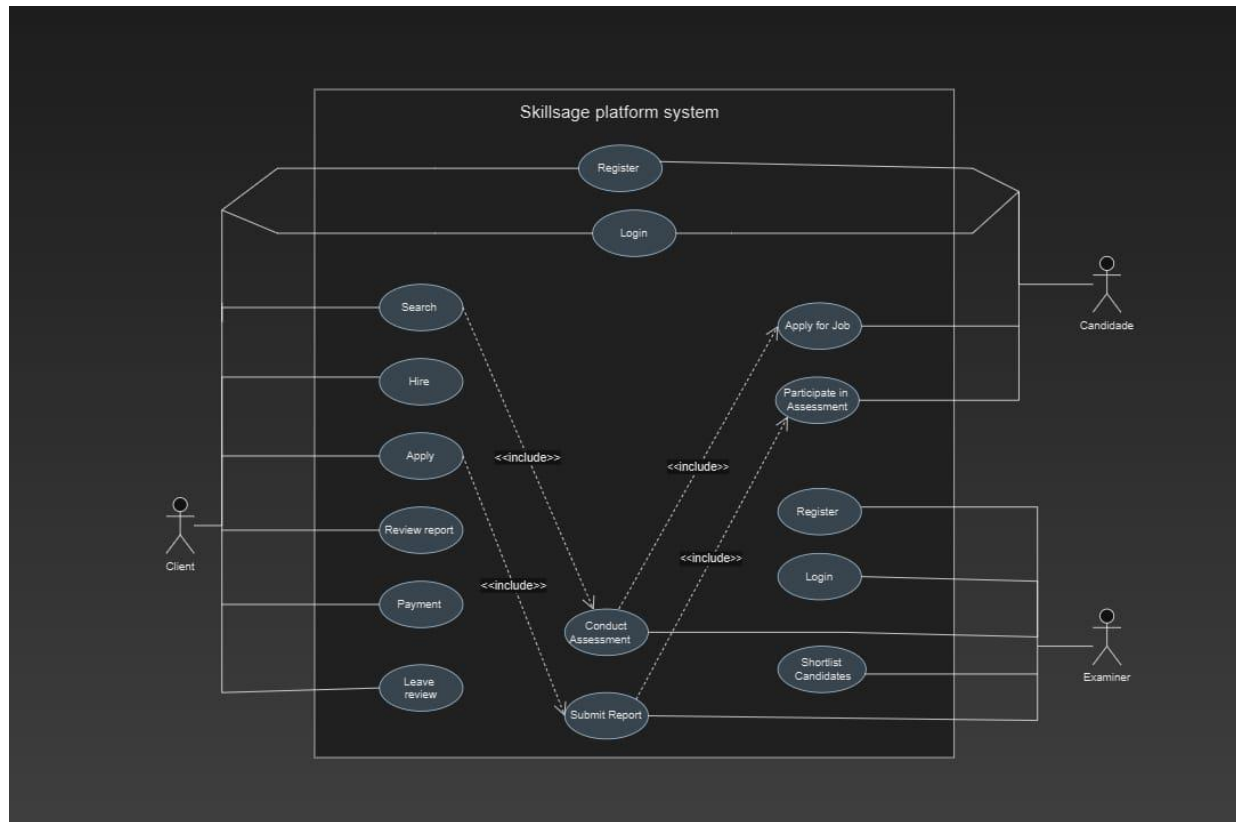 Skillsage platform system
Register
Login
Search
Apply for Job
Candidade
Hire
Participate in
Assessment
Apply
<<include>>
<<include>>
Register
Review report
Client
<<include>>
Login
<<include>>
Payment
Conduct
Assessment
Shortlist
Candidates
Examiner
Leave
review
Submit Report